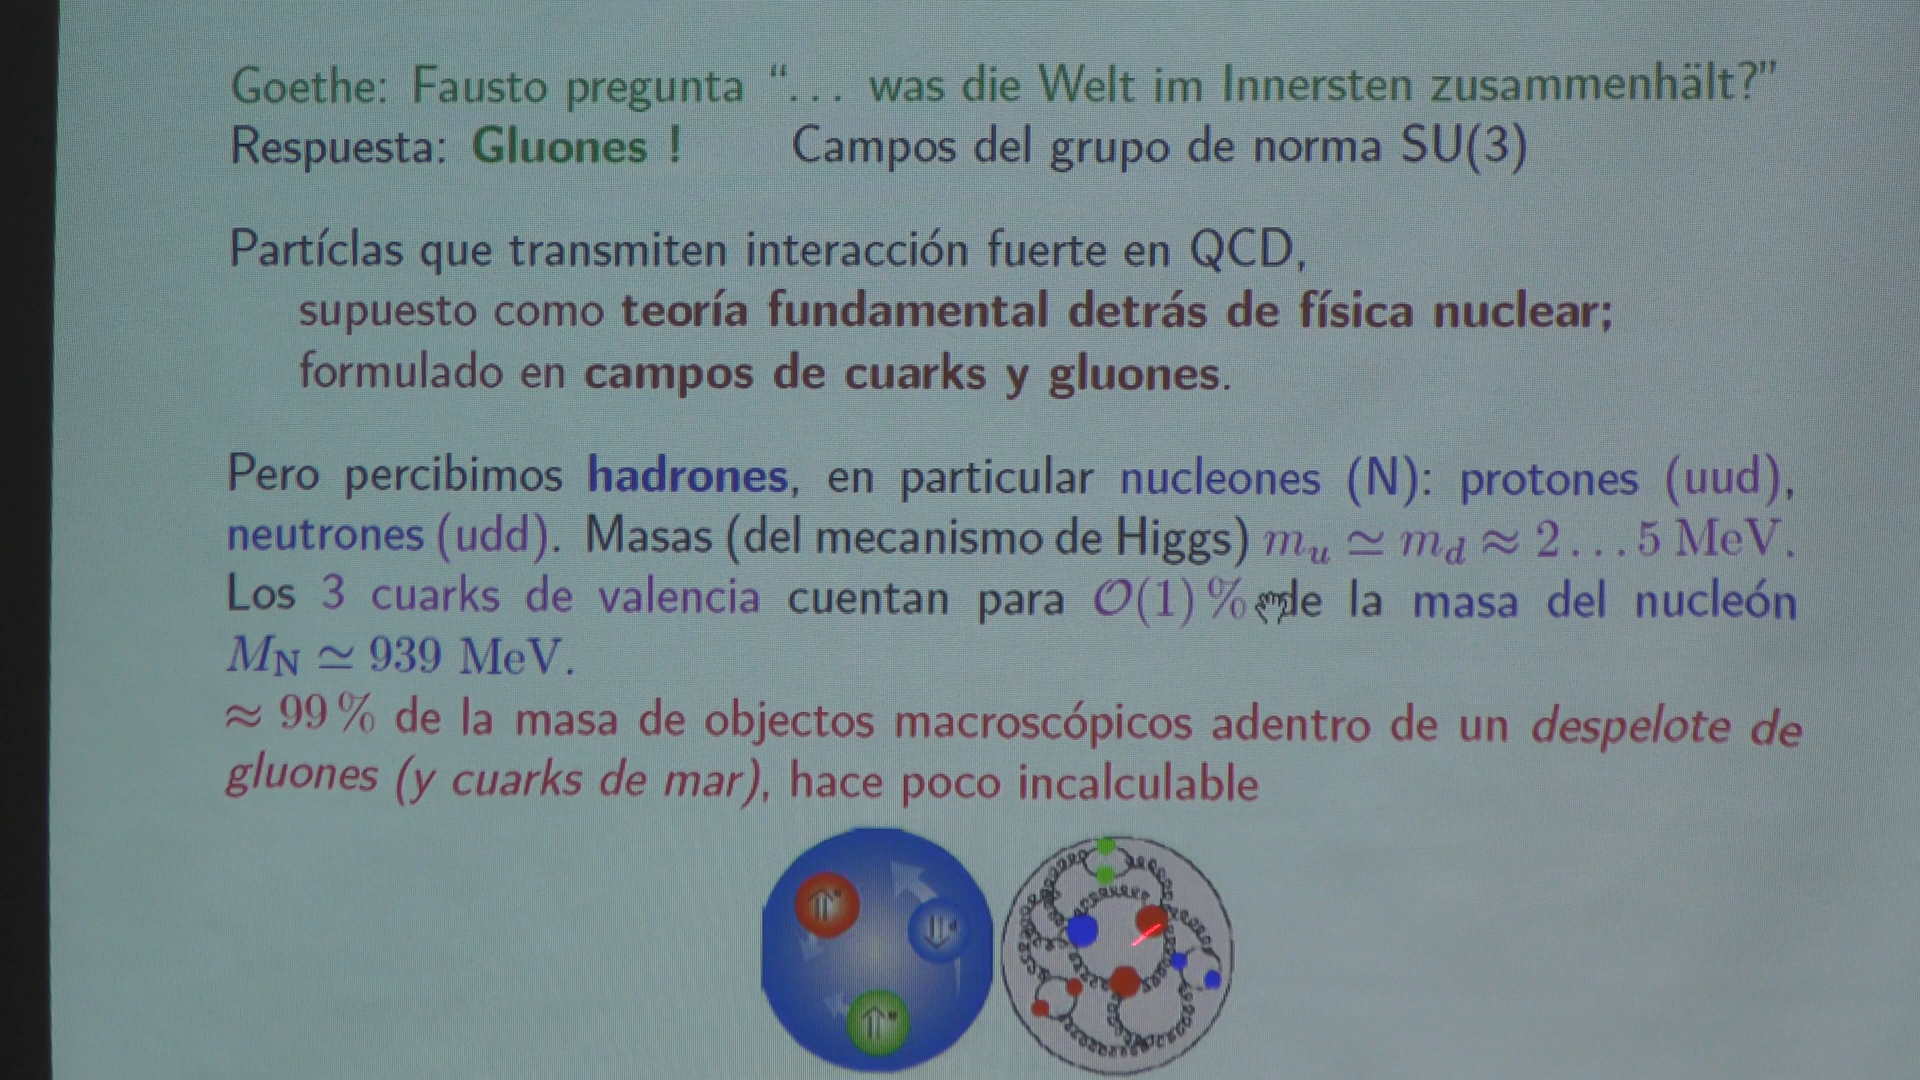 Goethe: Fausto pregunta “... was die Welt im Innersten zusammenhält?”
Respuesta: Gluones ! Campos del grupo de norma SU(3)
Partíclas que transmiten interacción fuerte en QCD,
supuesto como teoría fundamental detrás de física nuclear;
formulado en campos de cuarks y gluones.
Pero percibimos hadrones, en particular nucleones (N): protones (uud),
neutrones (udd). Masas (del mecanismo de Higgs) m_u ≃ m_d ≈ 2...5 MeV.
Los 3 cuarks de valencia cuentan para O(1) % de la masa del nucleón
M_N ≃ 939 MeV.
≈ 99 % de la masa de objectos macroscópicos adentro de un despelote de
gluones (y cuarks de mar), hace poco incalculable